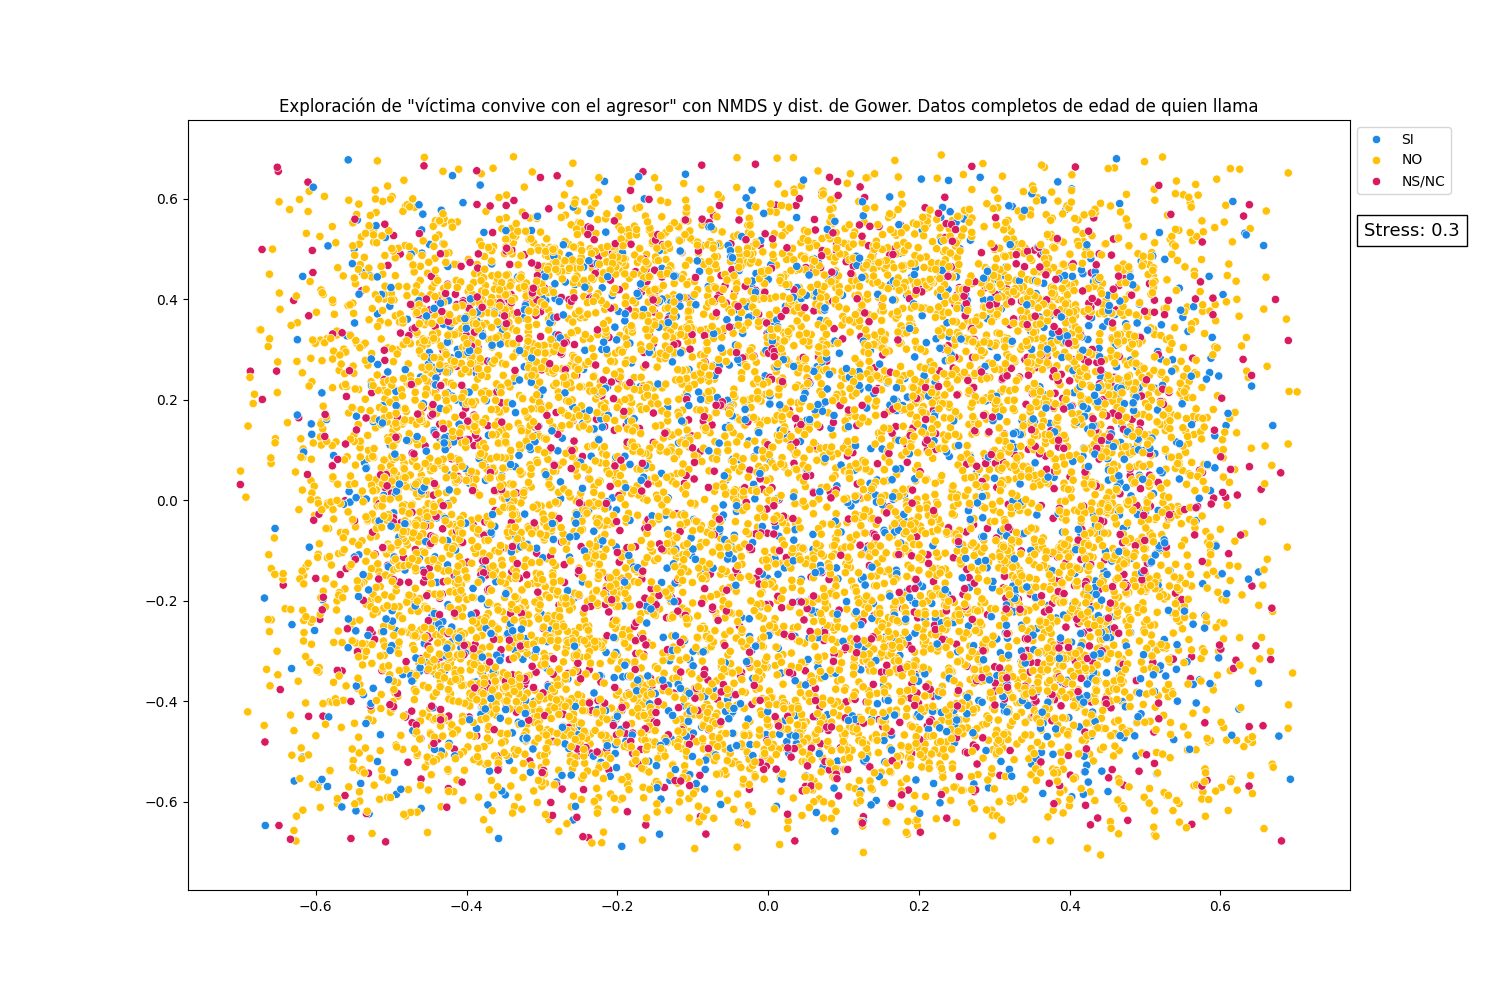 Exploración de "víctima convive con el agresor" con NMDS y dist. de Gower. Datos completos de edad de quien llama
SI
NO
NS/NC
Stress: 0.3
0.6
0.4
0.2
0.0
−0.2
−0.4
−0.6
−0.6 −0.4 −0.2 0.0 0.2 0.4 0.6